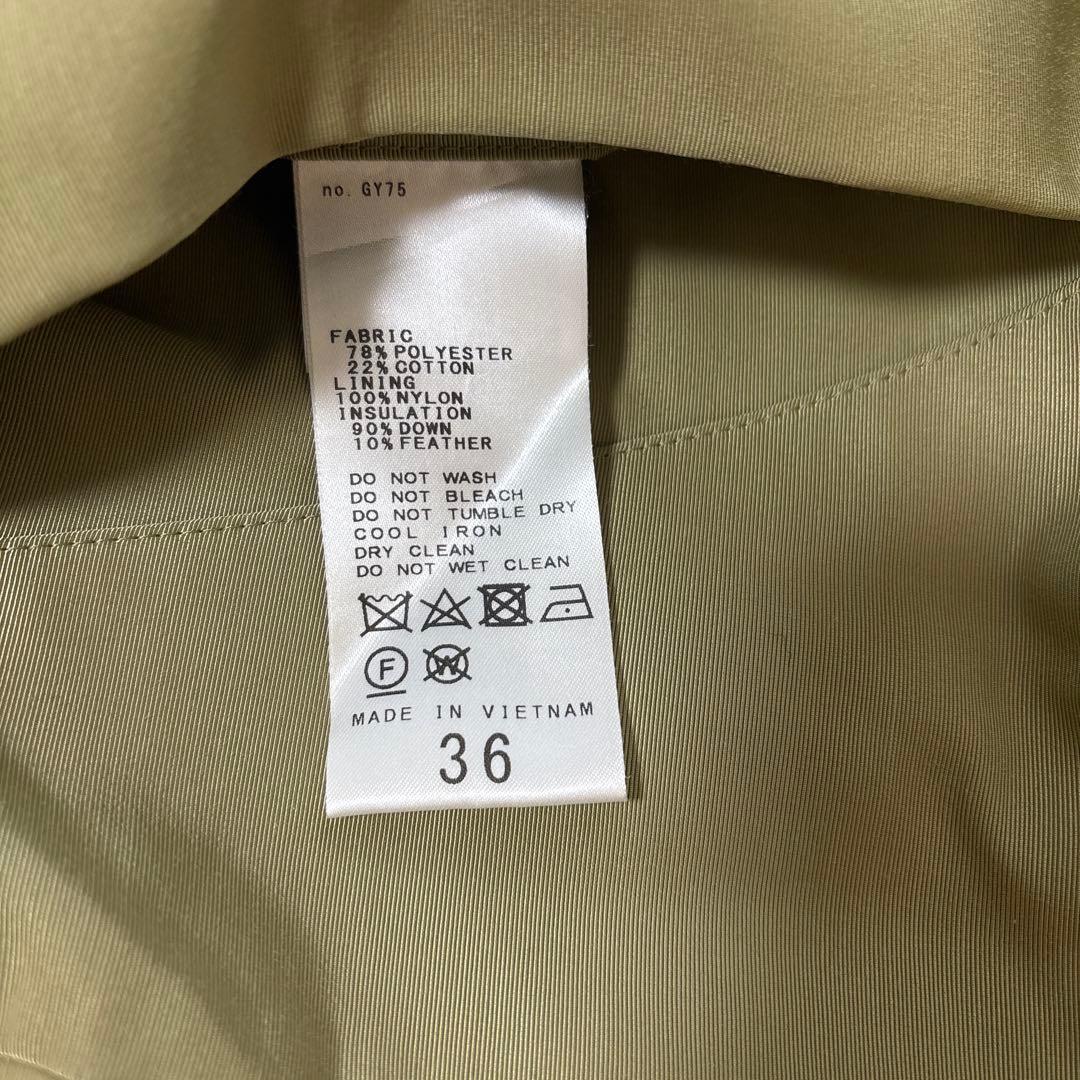 no. GY75
FABRIC
78% POLYESTER
22% COTTON
LINING
100% NYLON
INSULATION
90% DOWN
10% FEATHER
DO NOT WASH
DO NOT BLEACH
DO NOT TUMBLE DRY
COOL IRON
DRY CLEAN
DO NOT WET CLEAN
F W
MADE IN VIETNAM
36